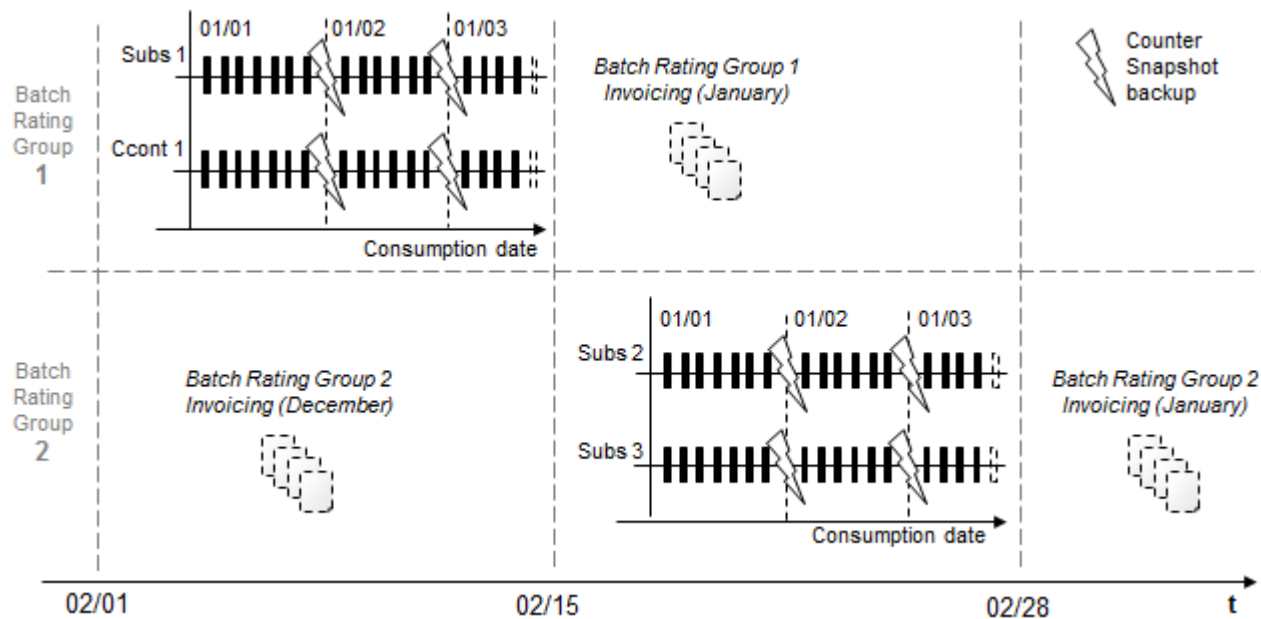 01/01 01/02 01/03
Subs 1
Ccont 1
Consumption date
Batch
Rating
Group
1
Batch Rating Group 1
Invoicing (January)
Counter
Snapshot
backup
Batch
Rating
Group
2
Batch Rating Group 2
Invoicing (December)
01/01 01/02 01/03
Subs 2
Subs 3
Consumption date
Batch Rating Group 2
Invoicing (January)
02/01 02/15 02/28 t